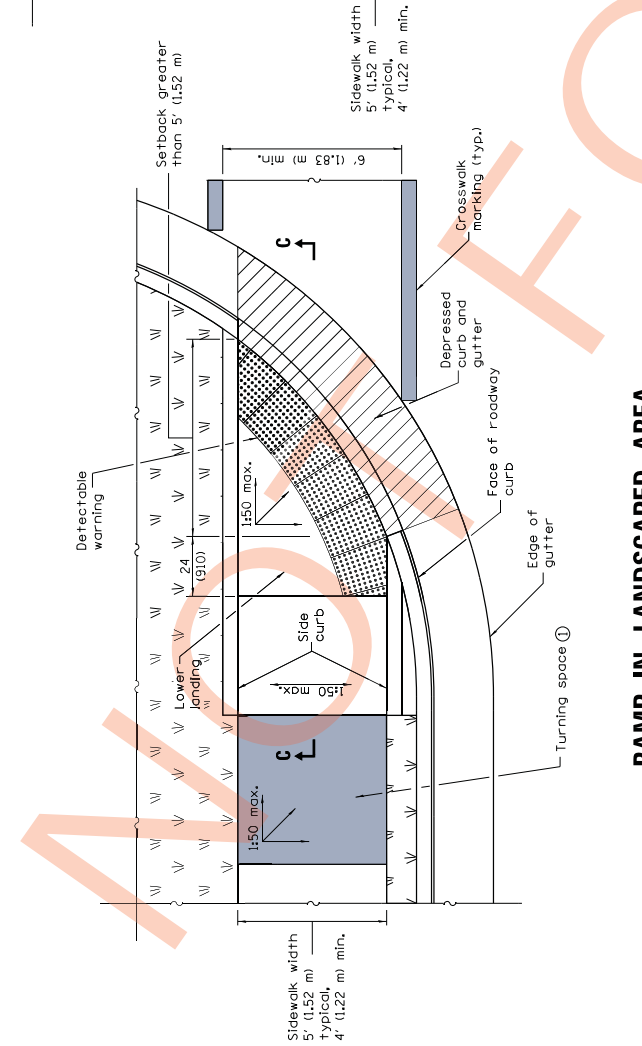 Sidewalk width
5' (1.52 m)
typical,
4' (1.22 m) min.
Setback greater
than 5' (1.52 m)
6' (1.83 m) min.
Crosswalk
marking (typ.)
C
Depressed
curb and
gutter
Face of roadway
curb
Detectable
warning
1:50 max.
24
(910)
Edge of
gutter
Lower
landing
Side
curb
1:50 max.
Turning space 1
C
1:50 max.
Sidewalk width
5' (1.52 m)
typical,
4' (1.22 m) min.
RAMP IN LANDSCAPED AREA
NOT FO